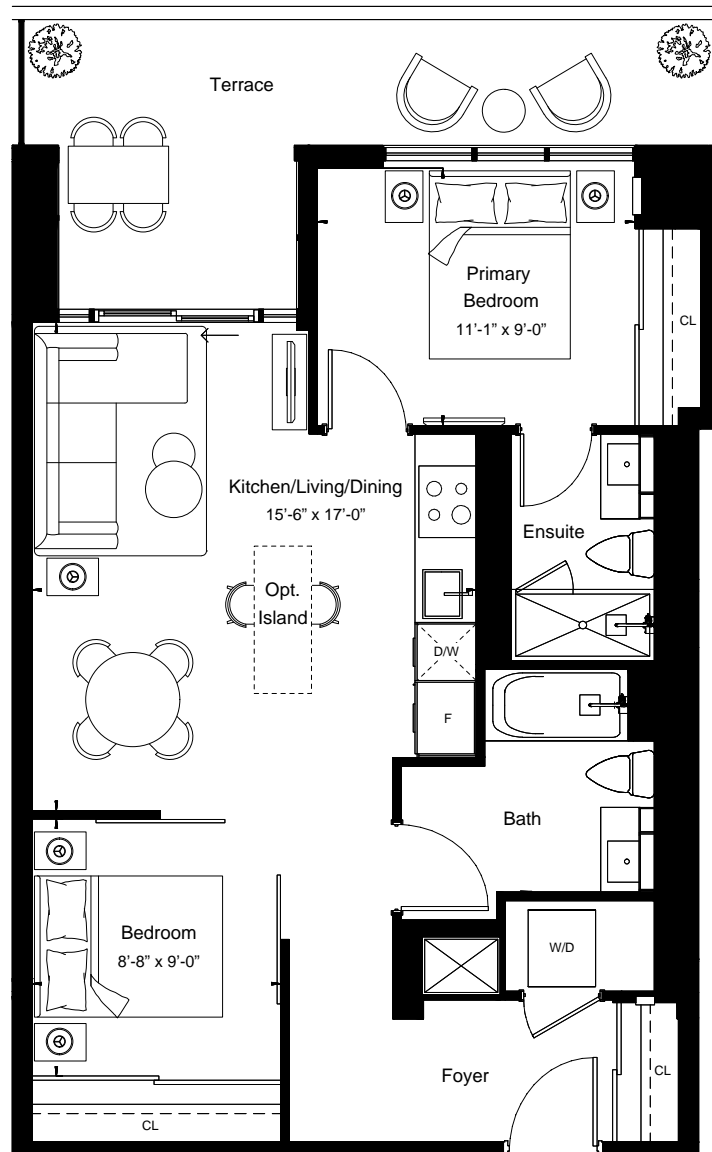 Terrace
Primary
Bedroom
11'-1" x 9'-0"
CL
Kitchen/Living/Dining
15'-6" x 17'-0"
Ensuite
Opt.
Island
D/W
F
Bath
Bedroom
8'-8" x 9'-0"
W/D
Foyer
CL
CL